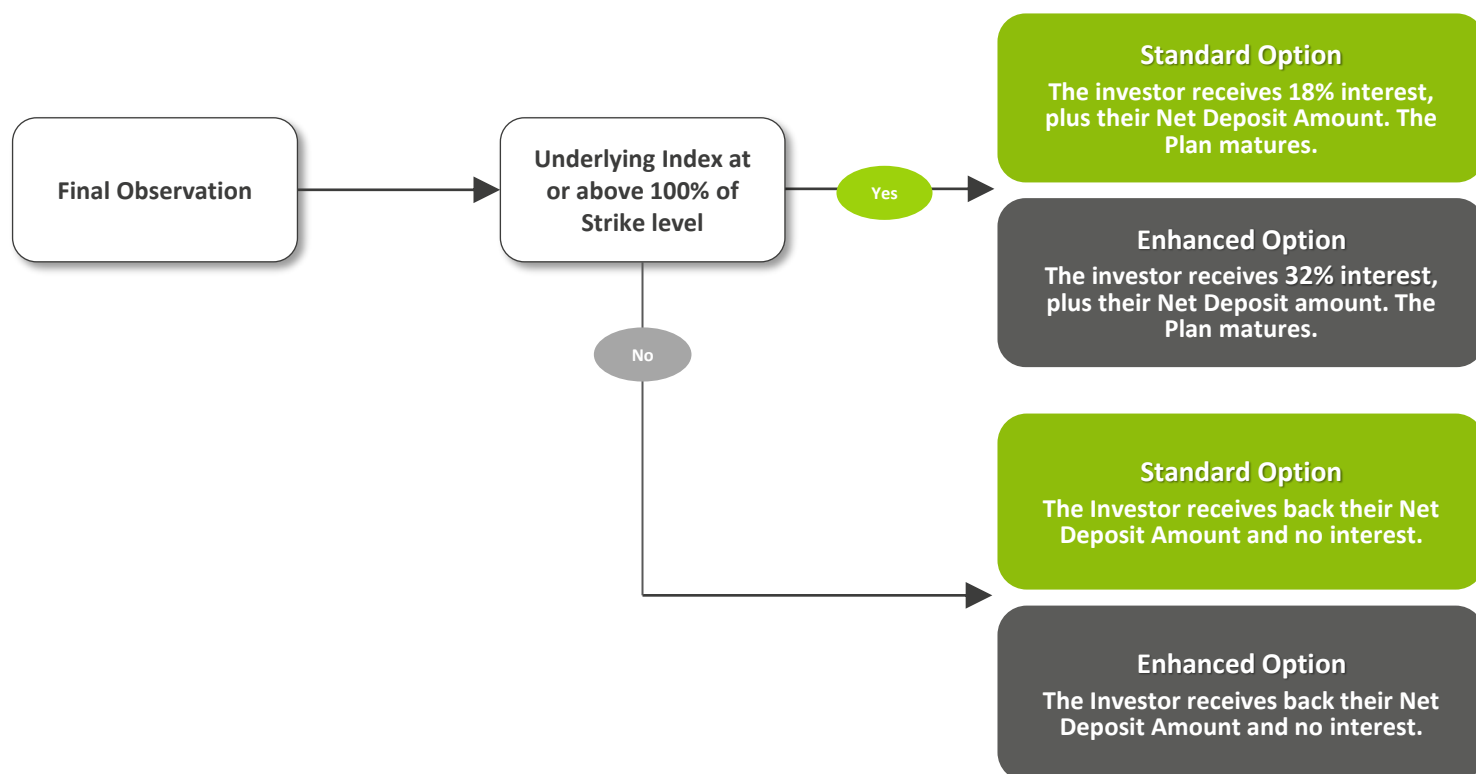 Final Observation
Underlying Index at
or above 100% of
Strike level
Yes
No
Standard Option
The investor receives 18% interest,
plus their Net Deposit Amount. The
Plan matures.
Enhanced Option
The investor receives 32% interest,
plus their Net Deposit amount. The
Plan matures.
Standard Option
The Investor receives back their Net
Deposit Amount and no interest.
Enhanced Option
The Investor receives back their Net
Deposit Amount and no interest.